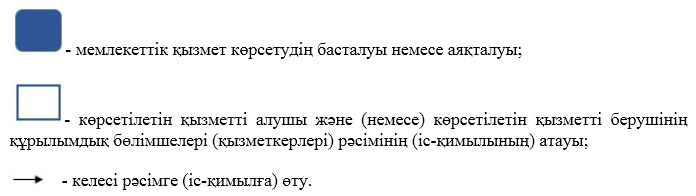 - мемлекеттік қызмет көрсетудің басталуы немесе аяқталуы;
- көрсетілетін қызметті алушы және (немесе) көрсетілетін қызметті берушінің
құрылымдық бөлімшелері (қызметкерлері) рәсімінің (іс-қимылының) атауы;
- келесі рәсімге (іс-қимылға) өту.